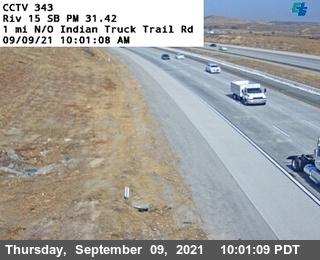 CCTV 343
Riv 15 SB PM 31.42
1 mi N/O Indian Truck Trail Rd
09/09/21 10:01:08 AM
Thursday, September 09, 2021 10:01:09 PDT